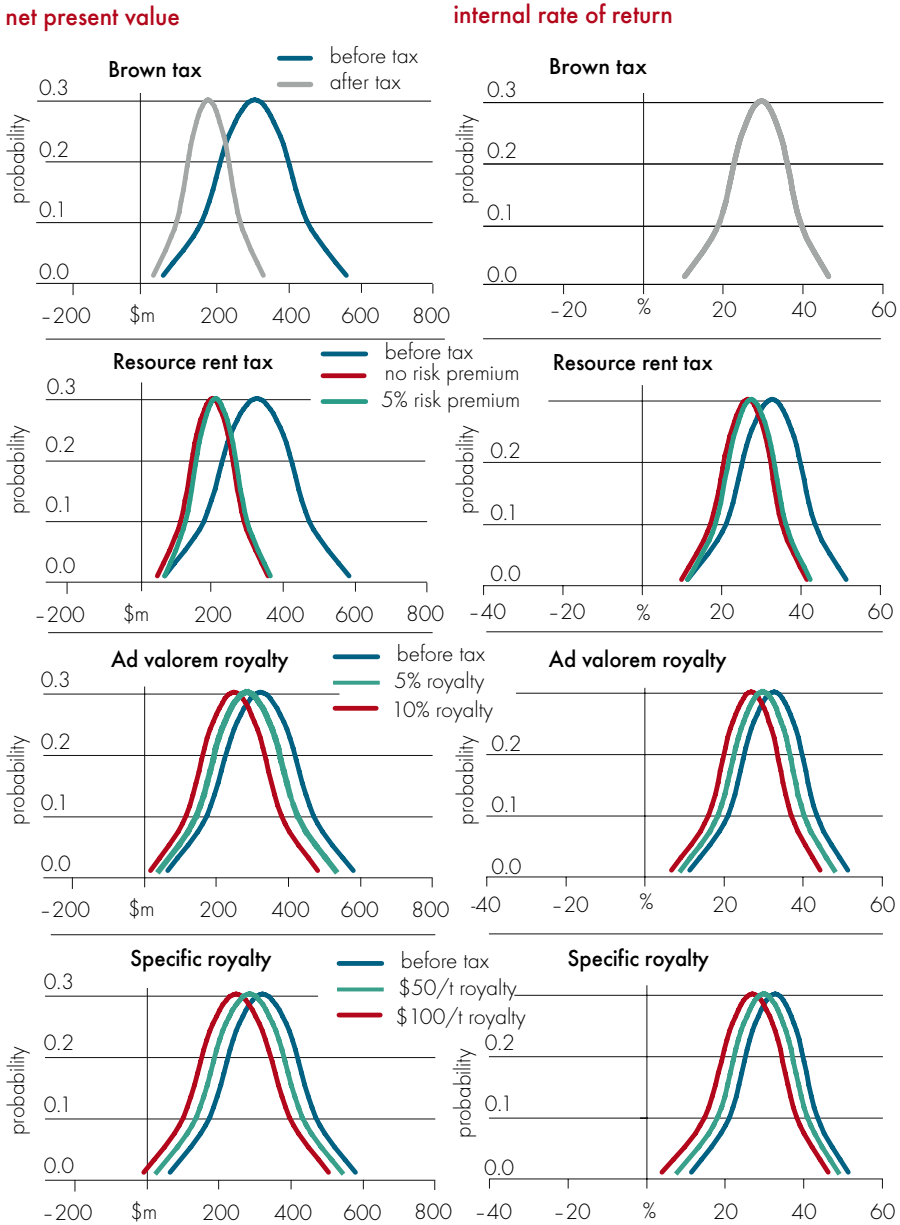 net present value
internal rate of return
Brown tax
before tax
after tax
0.3
0.2
0.1
0.0
probability
-200 $m 200 400 600 800
Brown tax
0.3
0.2
0.1
0.0
probability
-20 % 20 40 60
Resource rent tax
before tax
no risk premium
5% risk premium
0.3
0.2
0.1
0.0
probability
-200 $m 200 400 600 800
Resource rent tax
0.2
0.1
0.0
probability
-40 -20 % 20 40 60
Ad valorem royalty
before tax
5% royalty
10% royalty
0.3
0.2
0.1
0.0
probability
-200 $m 200 400 600 800
Ad valorem royalty
0.2
0.1
0.0
probability
-40 -20 % 20 40 60
Specific royalty
before tax
$50/t royalty
$100/t royalty
0.3
0.2
0.1
0.0
probability
-200 $m 200 400 600 800
Specific royalty
0.2
0.1
0.0
probability
-40 -20 % 20 40 60